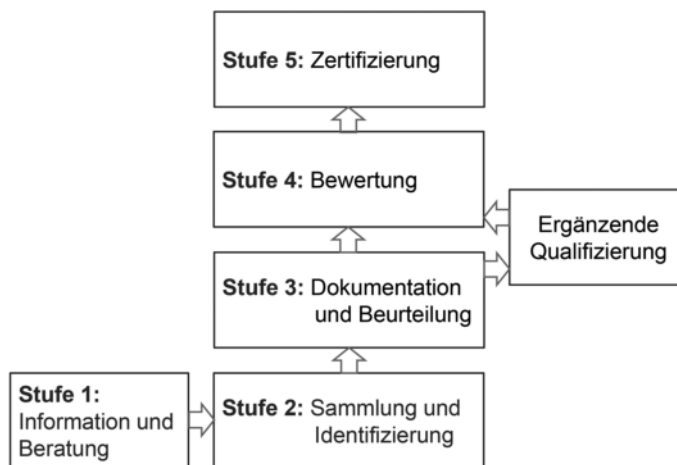 Stufe 5: Zertifizierung
Stufe 4: Bewertung
Ergänzende
Qualifizierung
Stufe 3: Dokumentation
und Beurteilung
Stufe 1:
Information und
Beratung
Stufe 2: Sammlung und
Identifizierung